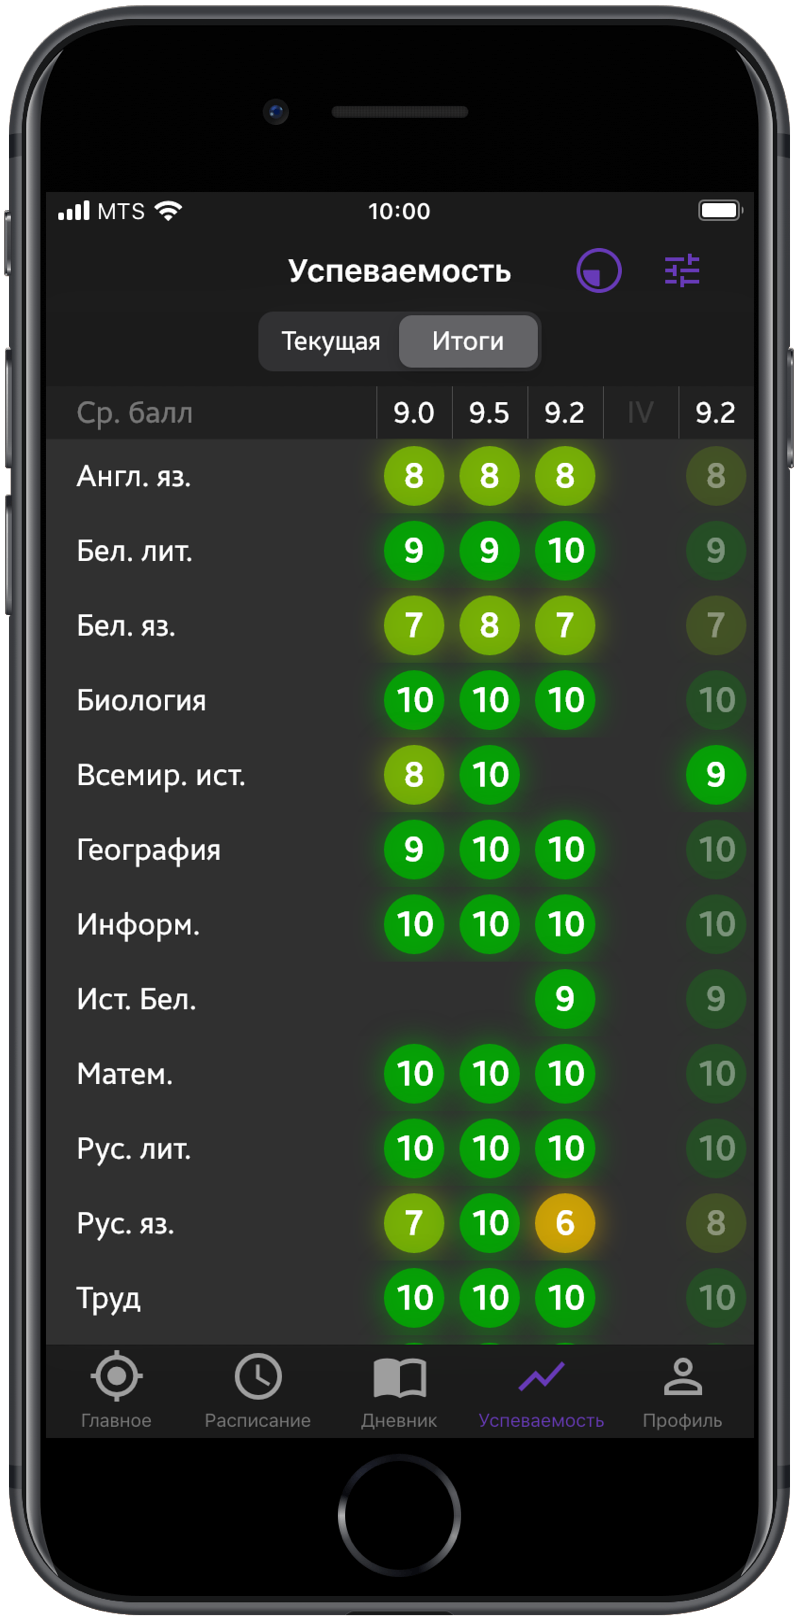 MTS 10:00
Успеваемость
Текущая Итоги
Ср. балл 9.0 9.5 9.2 IV 9.2
Англ. яз. 8 8 8 8
Бел. лит. 9 9 10 9
Бел. яз. 7 8 7 7
Биология 10 10 10 10
Всемир. ист. 8 10 9
География 9 10 10 10
Информ. 10 10 10 10
Ист. Бел. 9 9
Матем. 10 10 10 10
Рус. лит. 10 10 10 10
Рус. яз. 7 10 6 8
Труд 10 10 10 10
Главное Расписание Дневник Успеваемость Профиль